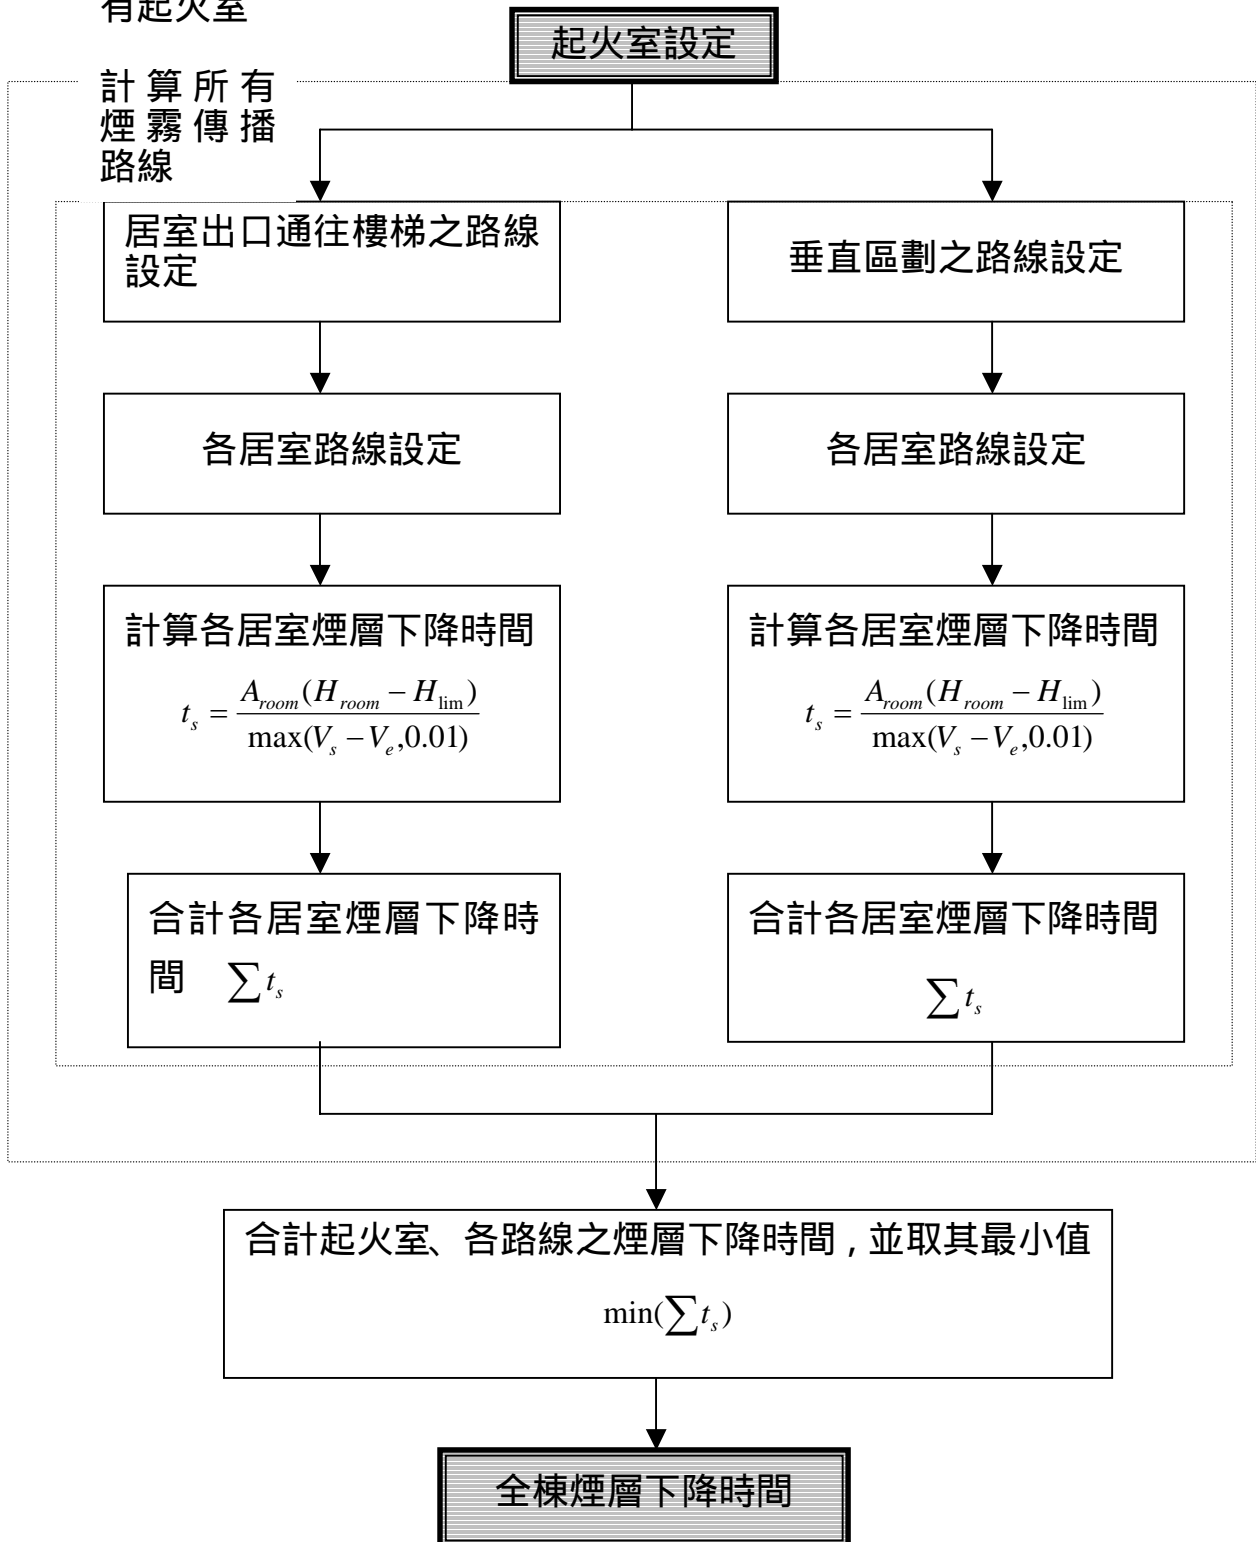 有起火室
起火室設定
計算所有
煙霧傳播
路線
居室出口通往樓梯之路線
設定
垂直區劃之路線設定
各居室路線設定
各居室路線設定
計算各居室煙層下降時間
t_s = A_room(H_room − H_lim) / max(V_s − V_e,0.01)
計算各居室煙層下降時間
t_s = A_room(H_room − H_lim) / max(V_s − V_e,0.01)
合計各居室煙層下降時
間 ∑t_s
合計各居室煙層下降時間
∑t_s
合計起火室、各路線之煙層下降時間，並取其最小值
min(∑t_s)
全棟煙層下降時間